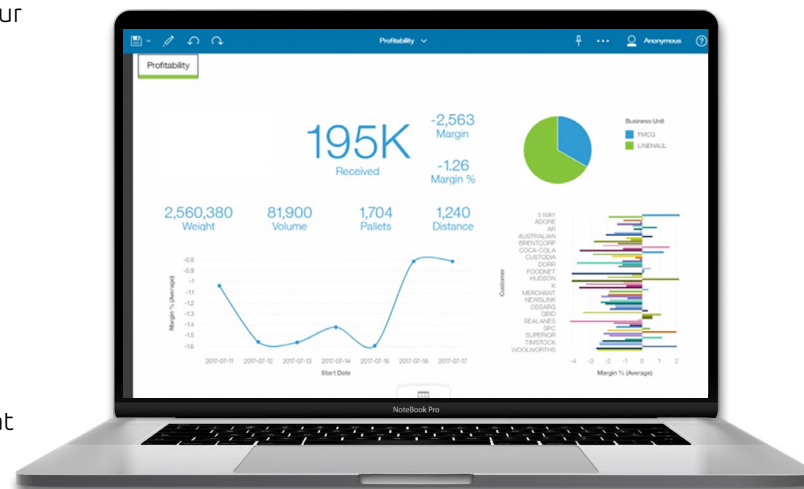 ur
Profitability
Anonymous
Profitability
195K
Received
-2,563
Margin
-1.26
Margin %
Business Unit
FMCG
LINEHAUL
2,560,380
Weight
81,900
Volume
1,704
Pallets
1,240
Distance
Margin % (Average)
-0.8
-0.9
-1
-1.1
-1.2
-1.3
-1.4
-1.5
-1.6
2017-07-11 2017-07-12 2017-07-13 2017-07-14 2017-07-15 2017-07-16 2017-07-17
Start Date
Customer
5 WAY
ADORE
AR
AUSTRALIAN
BRENTCORP
COCA-COLA
CUSTODIA
DORR
FOODNET
HUDSON
K
MERCHANT
NEWSLINK
OSSARG
QBID
SEALANES
SPC
SUPERIOR
TIMSTOCK
WOOLWORTHS
-4 -3 -2 -1 0 1 2
Margin % (Average)
nt
NoteBook Pro